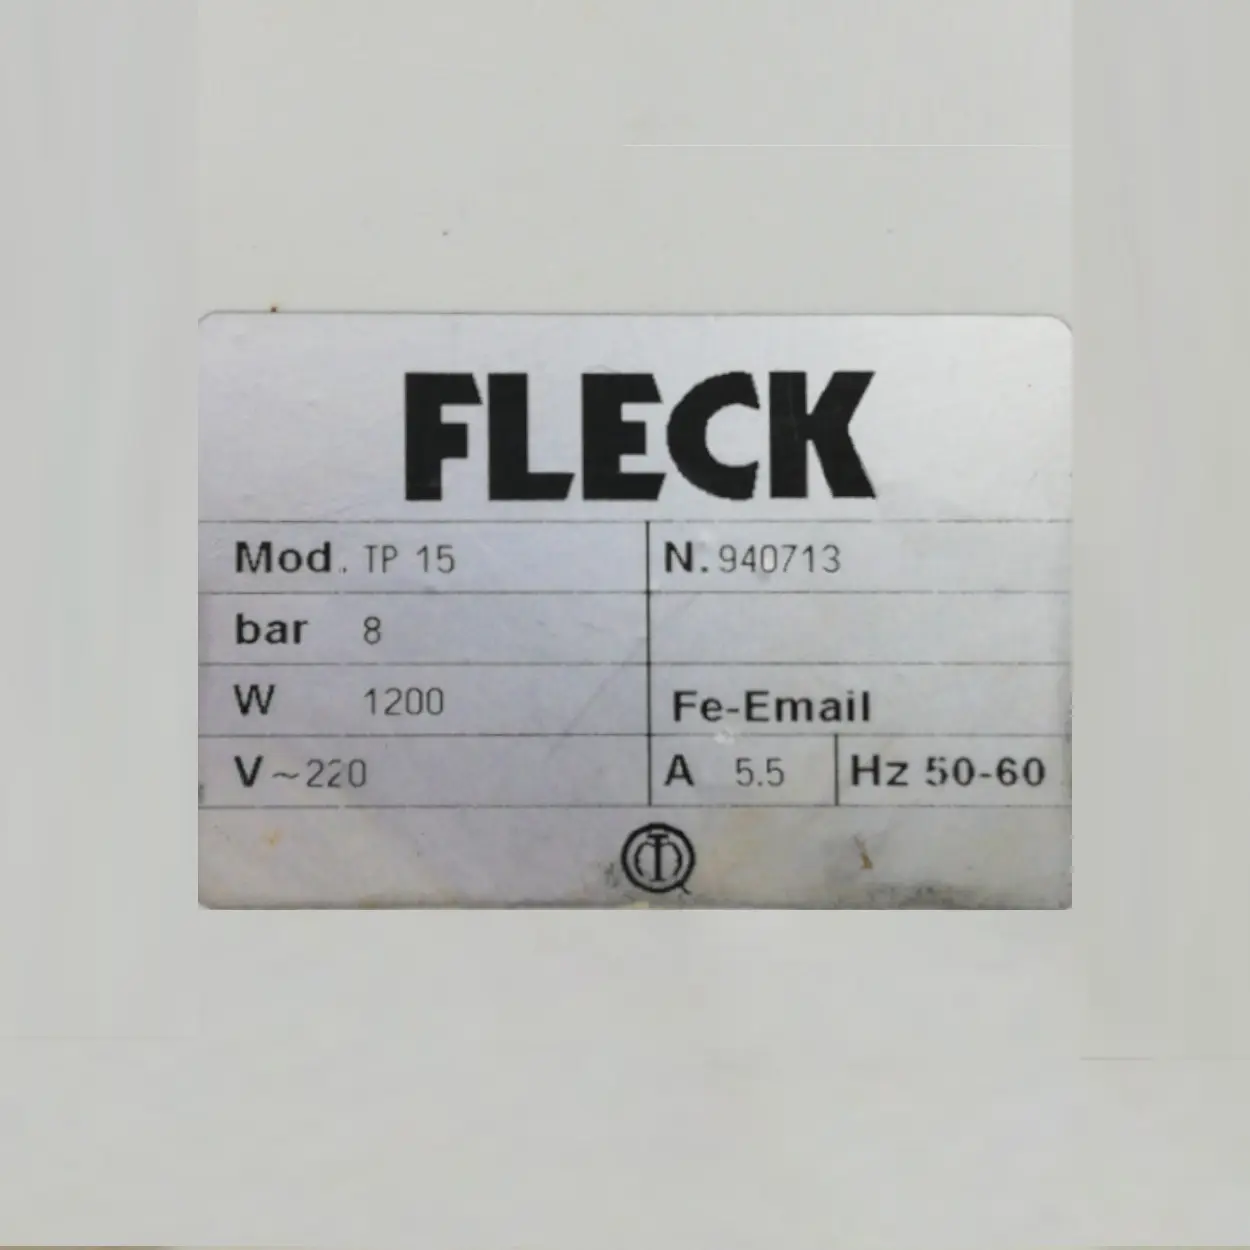 FLECK
Mod. TP 15 N. 940713
bar 8
W 1200 Fe-Email
V ~ 220 A 5.5 Hz 50-60